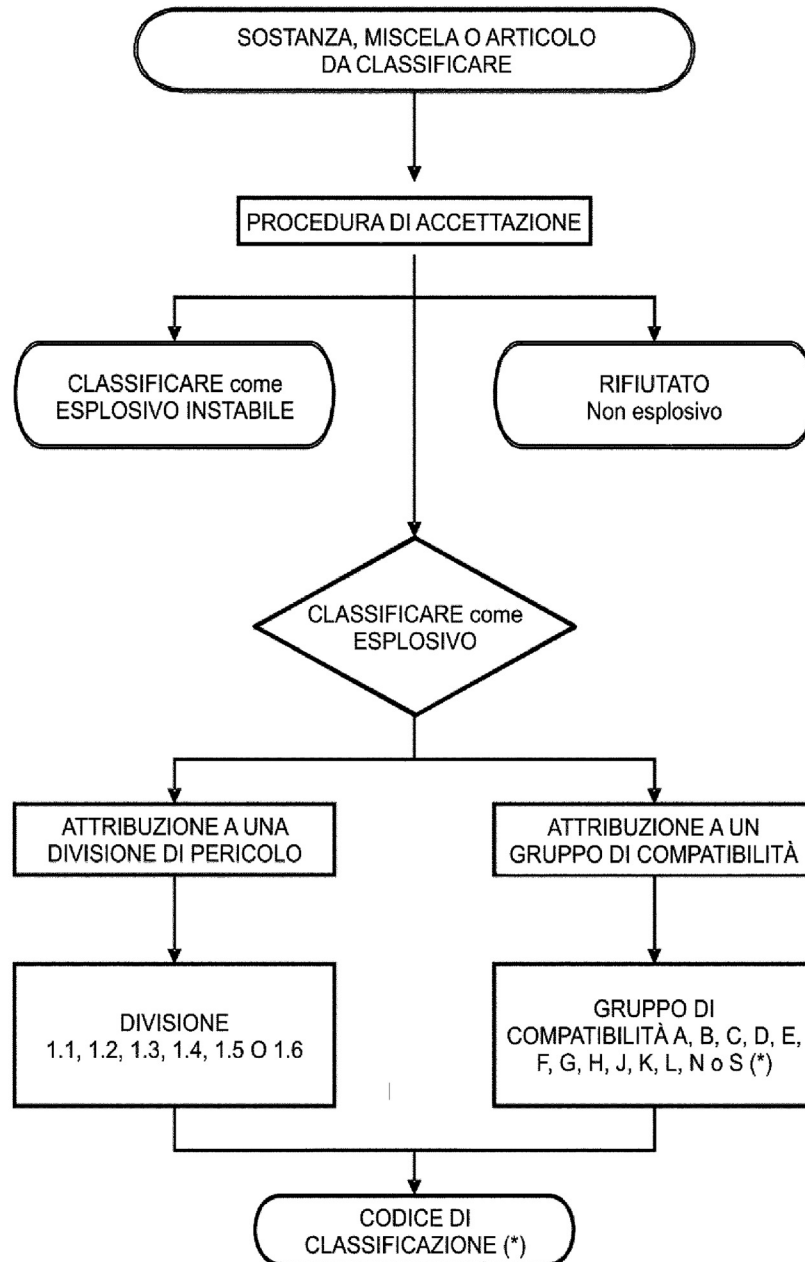 SOSTANZA, MISCELA O ARTICOLO
DA CLASSIFICARE
PROCEDURA DI ACCETTAZIONE
CLASSIFICARE come
ESPLOSIVO INSTABILE
RIFIUTATO
Non esplosivo
CLASSIFICARE come
ESPLOSIVO
ATTRIBUZIONE A UNA
DIVISIONE DI PERICOLO
ATTRIBUZIONE A UN
GRUPPO DI COMPATIBILITÀ
DIVISIONE
1.1, 1.2, 1.3, 1.4, 1.5 O 1.6
GRUPPO DI
COMPATIBILITÀ A, B, C, D, E,
F, G, H, J, K, L, N o S (*)
CODICE DI
CLASSIFICAZIONE (*)